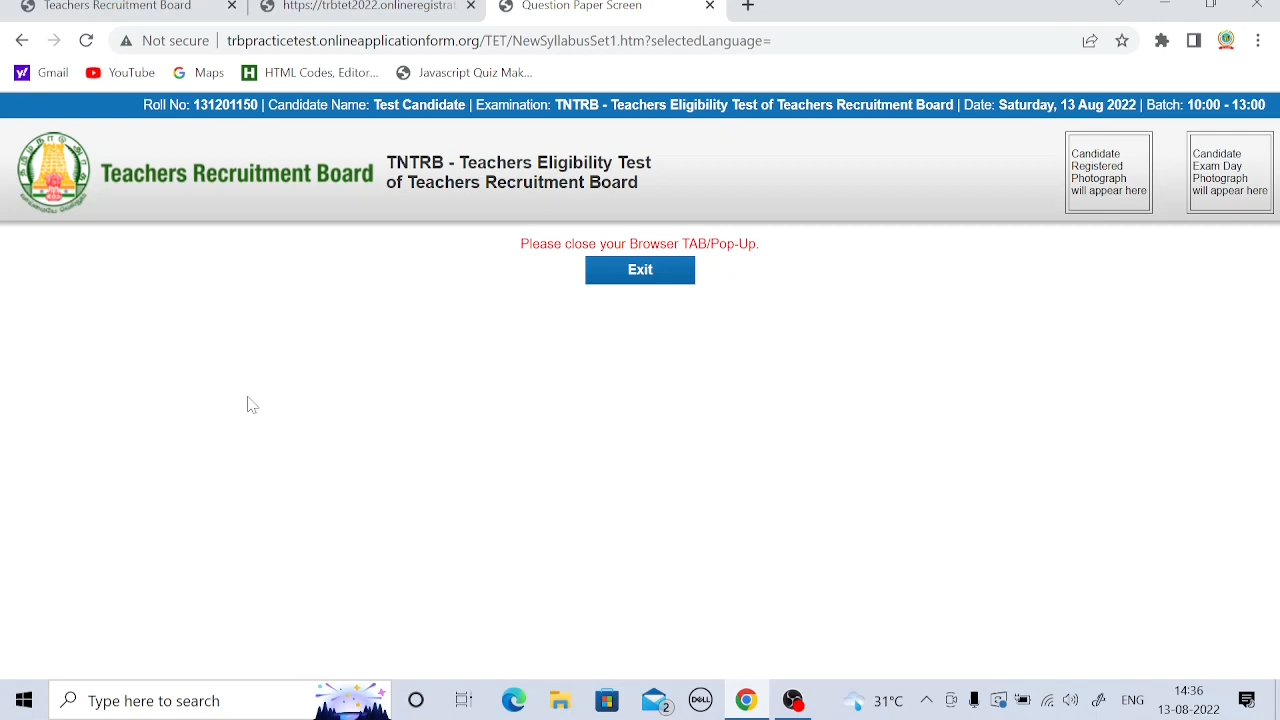 Teachers Recruitment Board
https://trbtet2022.onlineregistrat
Question Paper Screen
Not secure
trbpracticetest.onlineapplicationform.org/TET/NewSyllabusSet1.htm?selectedLanguage=
Gmail
YouTube
Maps
HTML Codes, Editor...
Javascript Quiz Mak...
Roll No: 131201150 | Candidate Name: Test Candidate | Examination: TNTRB - Teachers Eligibility Test of Teachers Recruitment Board | Date: Saturday, 13 Aug 2022 | Batch: 10:00 - 13:00
Teachers Recruitment Board
TNTRB - Teachers Eligibility Test
of Teachers Recruitment Board
Candidate
Registered
Photograph
will appear here
Candidate
Exam Day
Photograph
will appear here
Please close your Browser TAB/Pop-Up.
Exit
Type here to search
2
DELL
31°C
ENG
14:36
13-08-2022